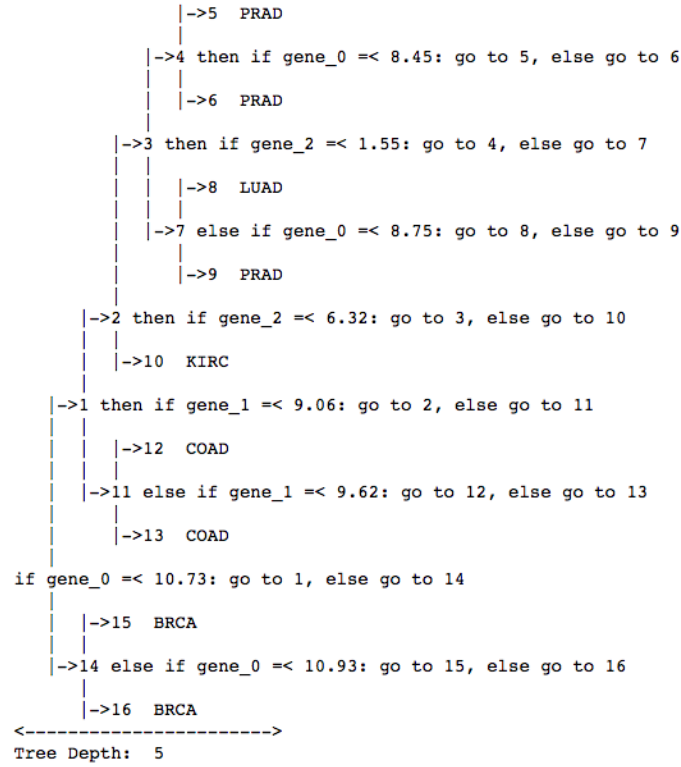 |->5  PRAD
|->4 then if gene_0 =< 8.45: go to 5, else go to 6
|->6  PRAD
|->3 then if gene_2 =< 1.55: go to 4, else go to 7
|->8  LUAD
|->7 else if gene_0 =< 8.75: go to 8, else go to 9
|->9  PRAD
|->2 then if gene_2 =< 6.32: go to 3, else go to 10
|->10  KIRC
|->1 then if gene_1 =< 9.06: go to 2, else go to 11
|->12  COAD
|->11 else if gene_1 =< 9.62: go to 12, else go to 13
|->13  COAD
if gene_0 =< 10.73: go to 1, else go to 14
|->15  BRCA
|->14 else if gene_0 =< 10.93: go to 15, else go to 16
|->16  BRCA
<----------------------->
Tree Depth:  5